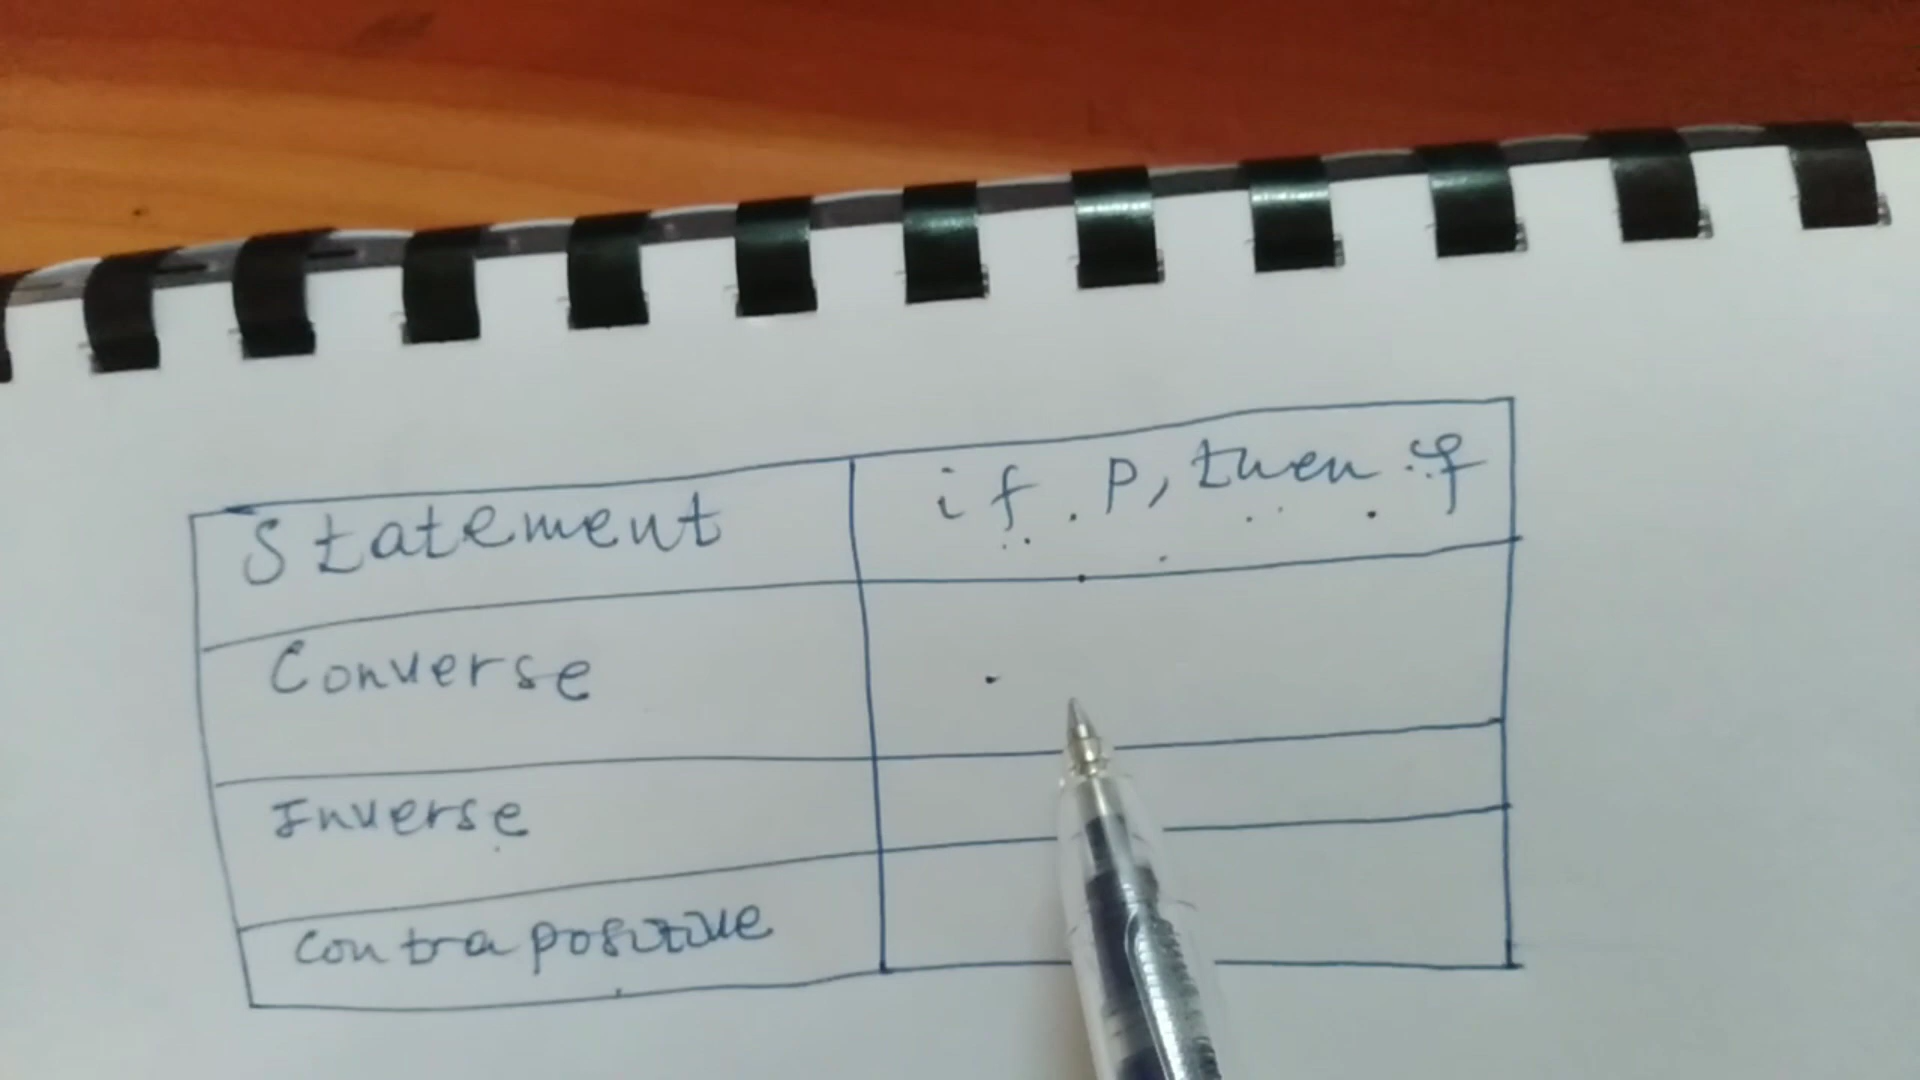 Statement if P, then q
Converse
Inverse
Contrapositive